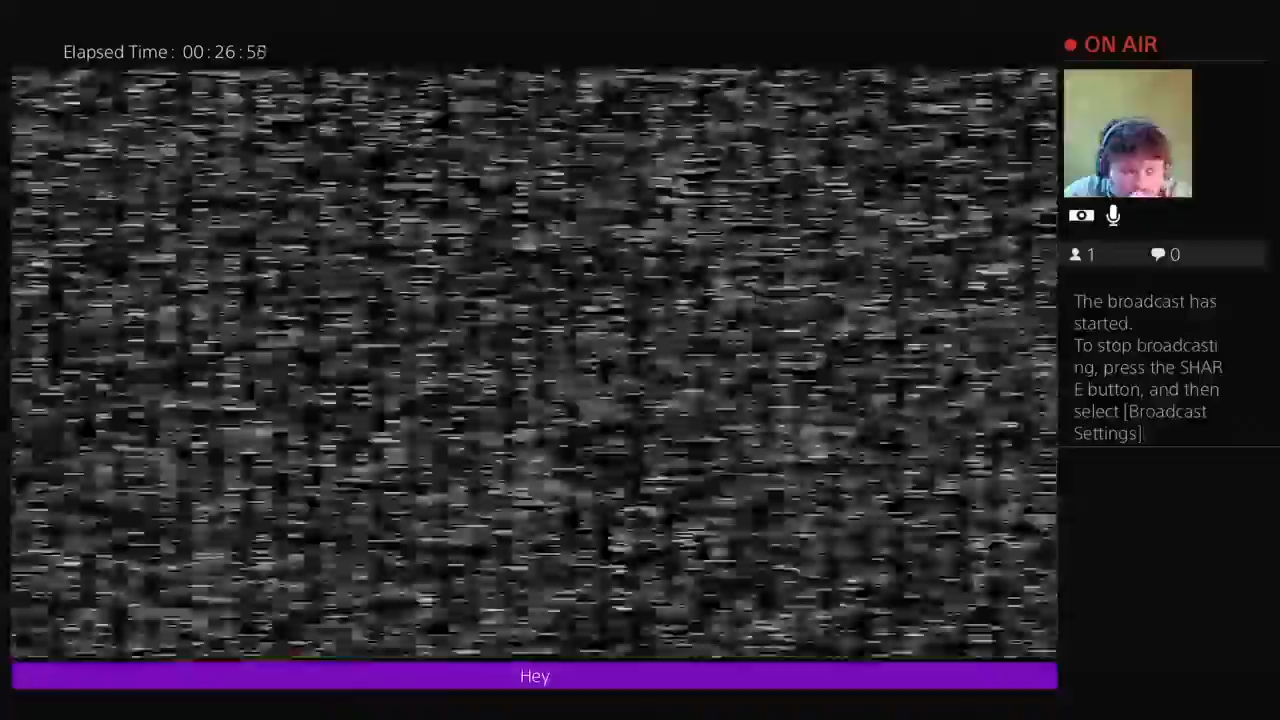 Elapsed Time: 00:26:58
ON AIR
1 0
The broadcast has
started.
To stop broadcasti
ng, press the SHAR
E button, and then
select [Broadcast
Settings].
Hey